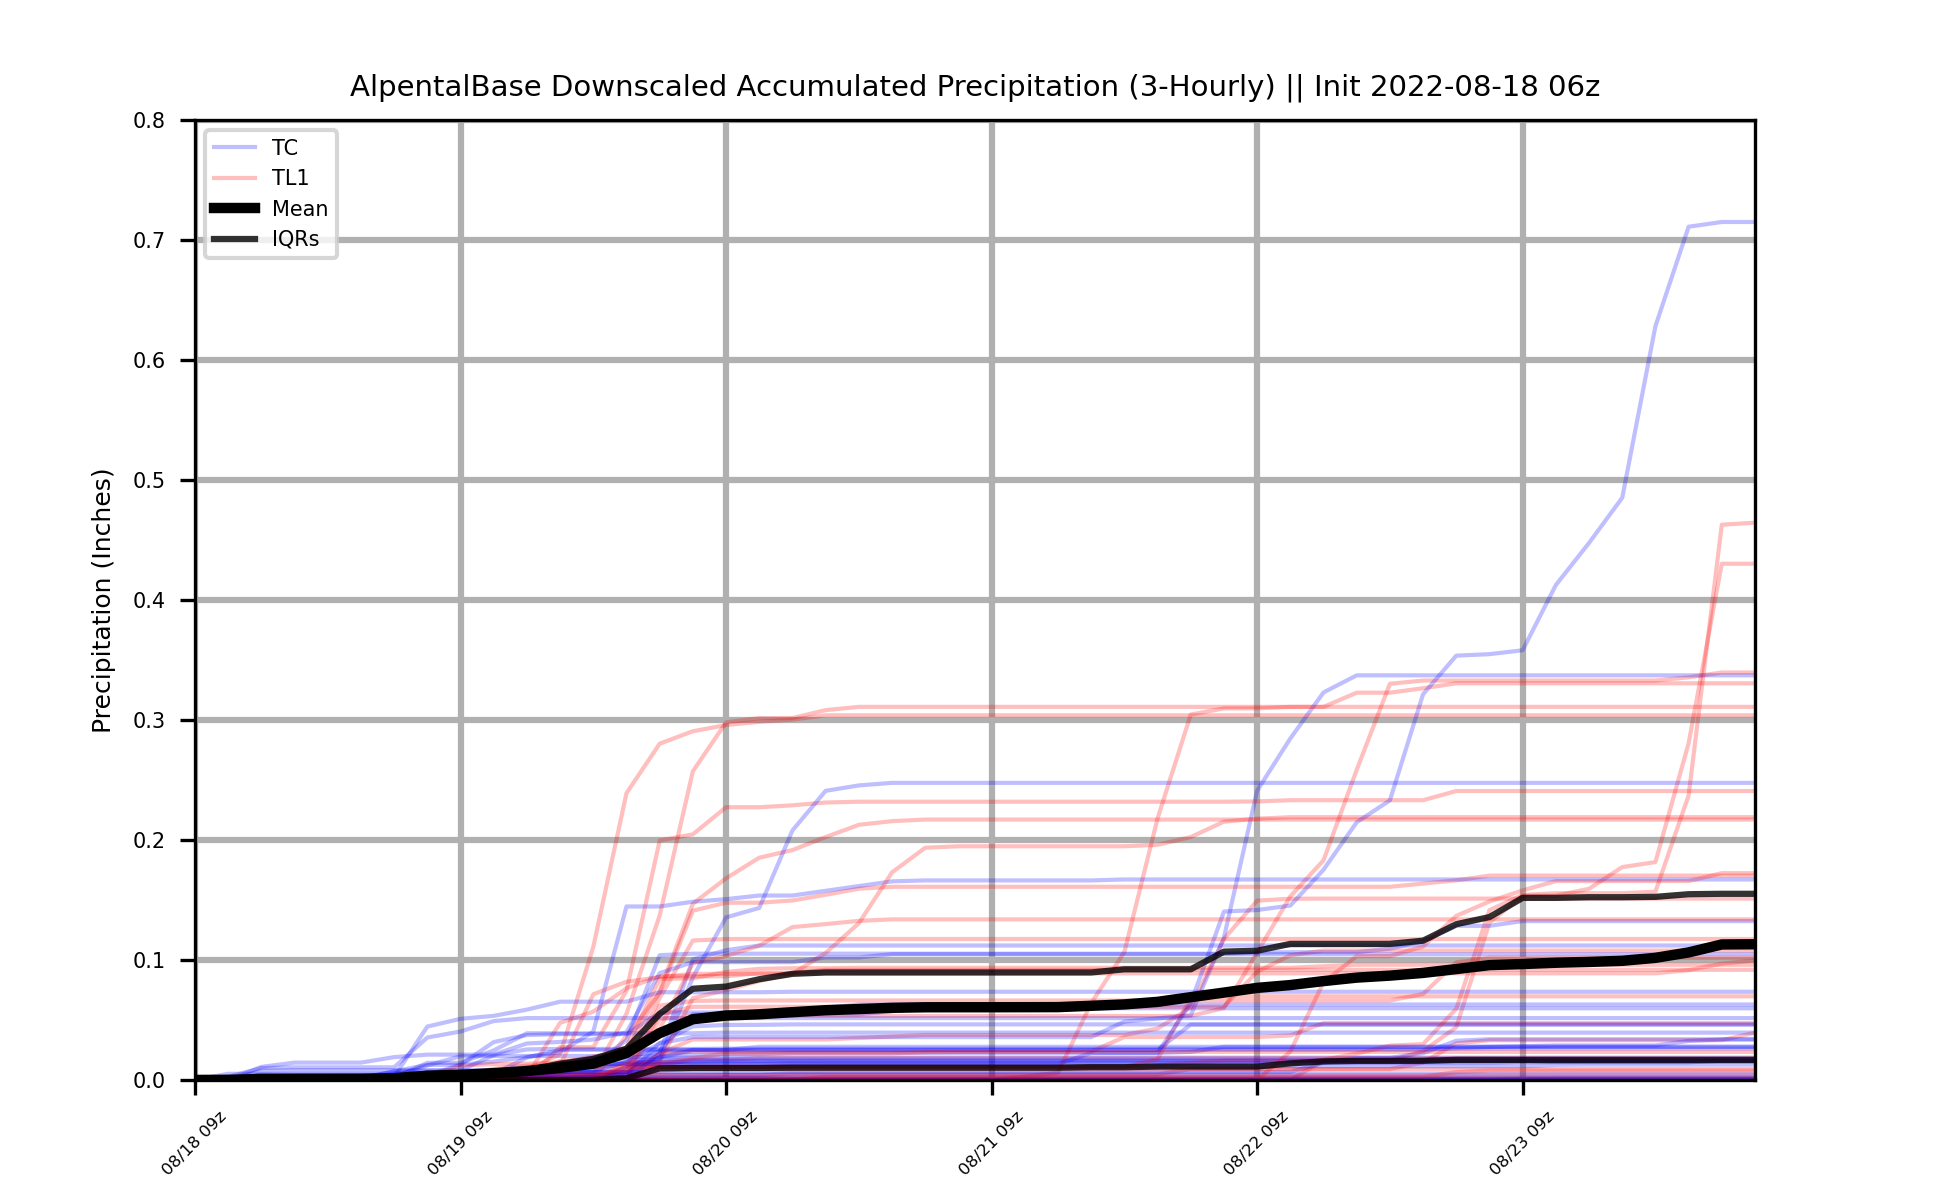 AlpentalBase Downscaled Accumulated Precipitation (3-Hourly) || Init 2022-08-18 06z
TC
TL1
Mean
IQRs
Precipitation (Inches)
0.8
0.7
0.6
0.5
0.4
0.3
0.2
0.1
0.0
08/18 09z
08/19 09z
08/20 09z
08/21 09z
08/22 09z
08/23 09z